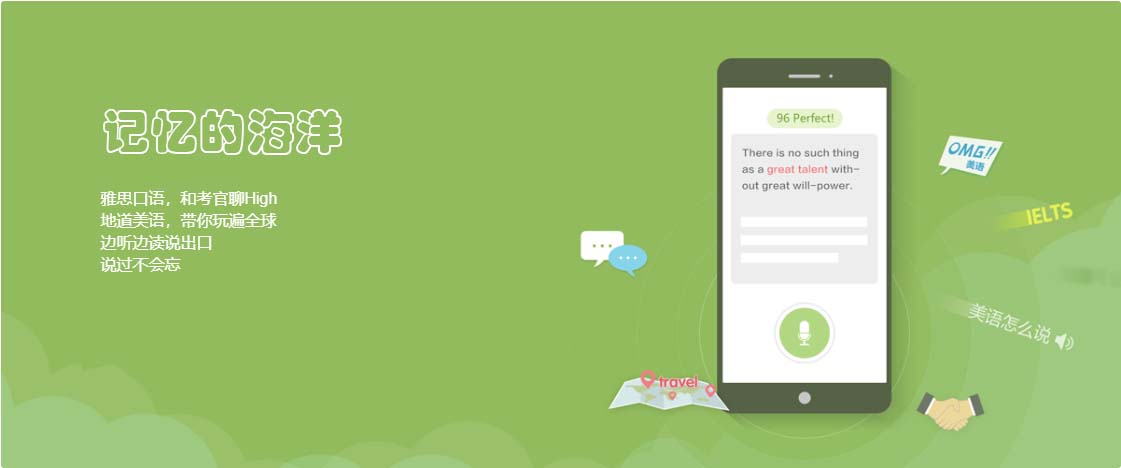 记忆的海洋
雅思口语，和考官聊High
地道美语，带你玩遍全球
边听边读说出口
说过不会忘
96 Perfect!
There is no such thing
as a great talent with-
out great will-power.
OMG!!
美语
IELTS
美语怎么说
travel